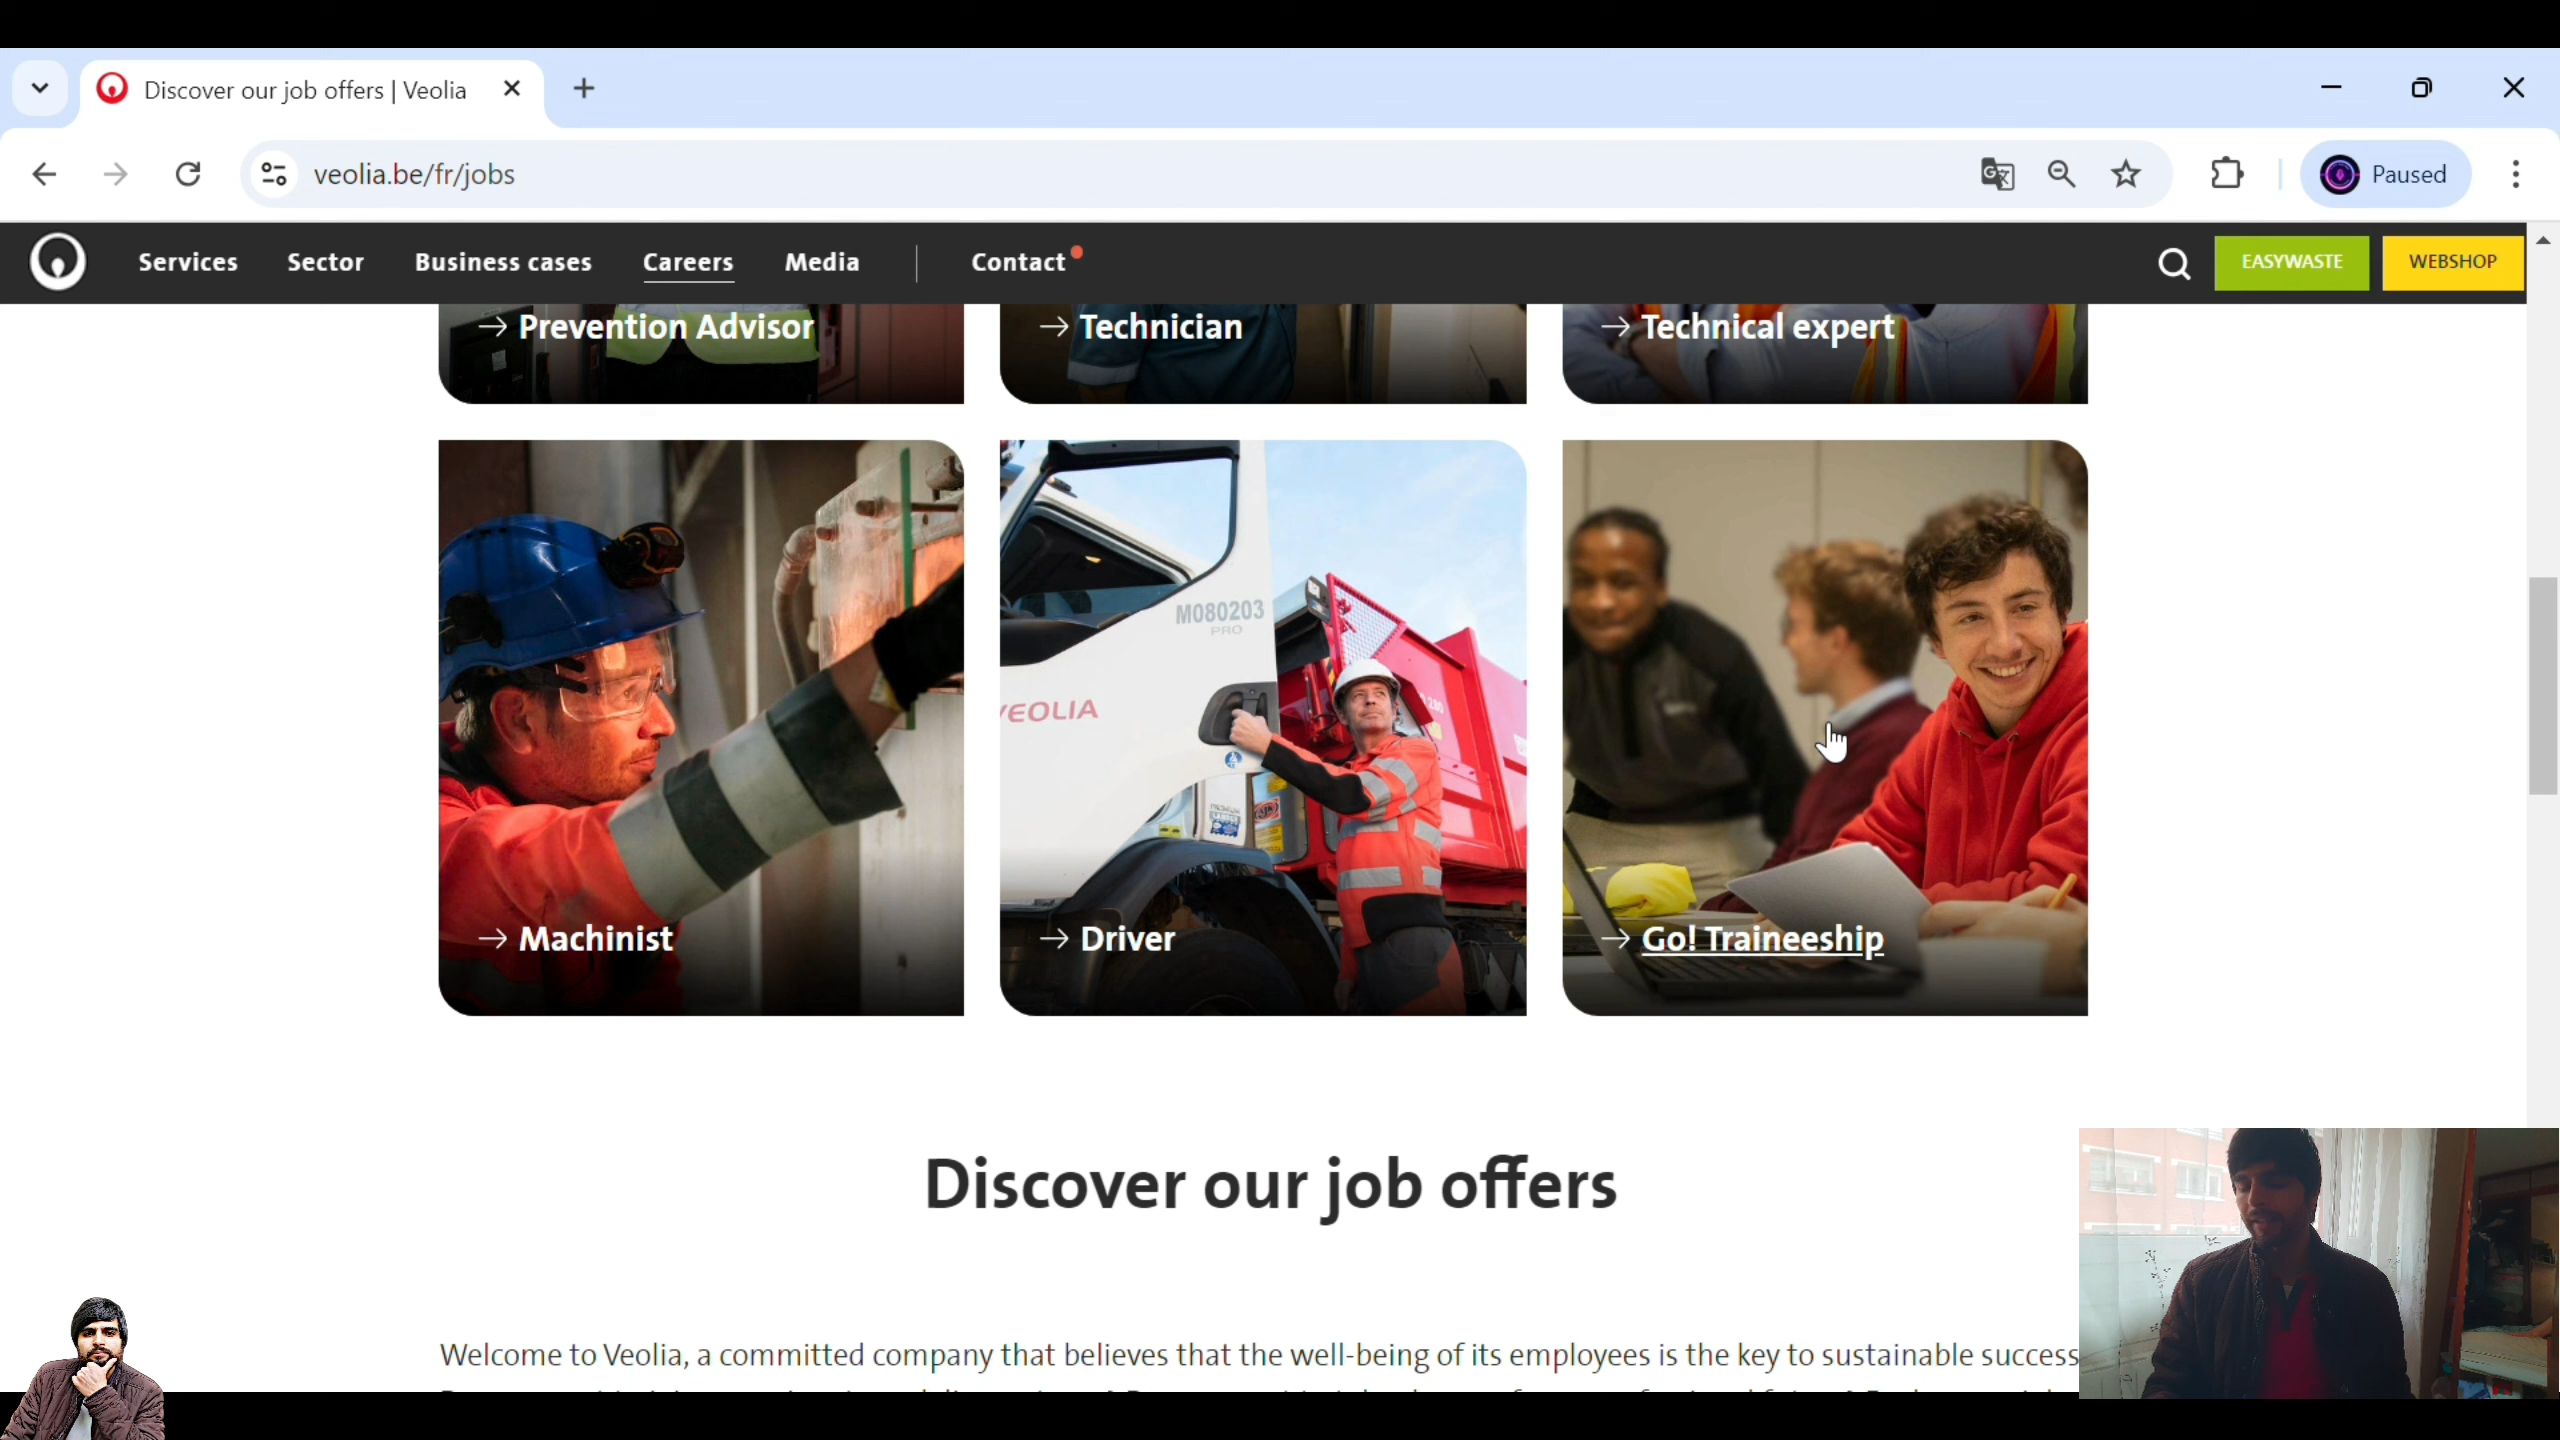 Discover our job offers | Veolia
veolia.be/fr/jobs
Paused
Services
Sector
Business cases
Careers
Media
Contact
EASYWASTE
WEBSHOP
→ Prevention Advisor
→ Technician
→ Technical expert
M080203
PRO
VEOLIA
→ Machinist
→ Driver
→ Go! Traineeship
Discover our job offers
Welcome to Veolia, a committed company that believes that the well-being of its employees is the key to sustainable success